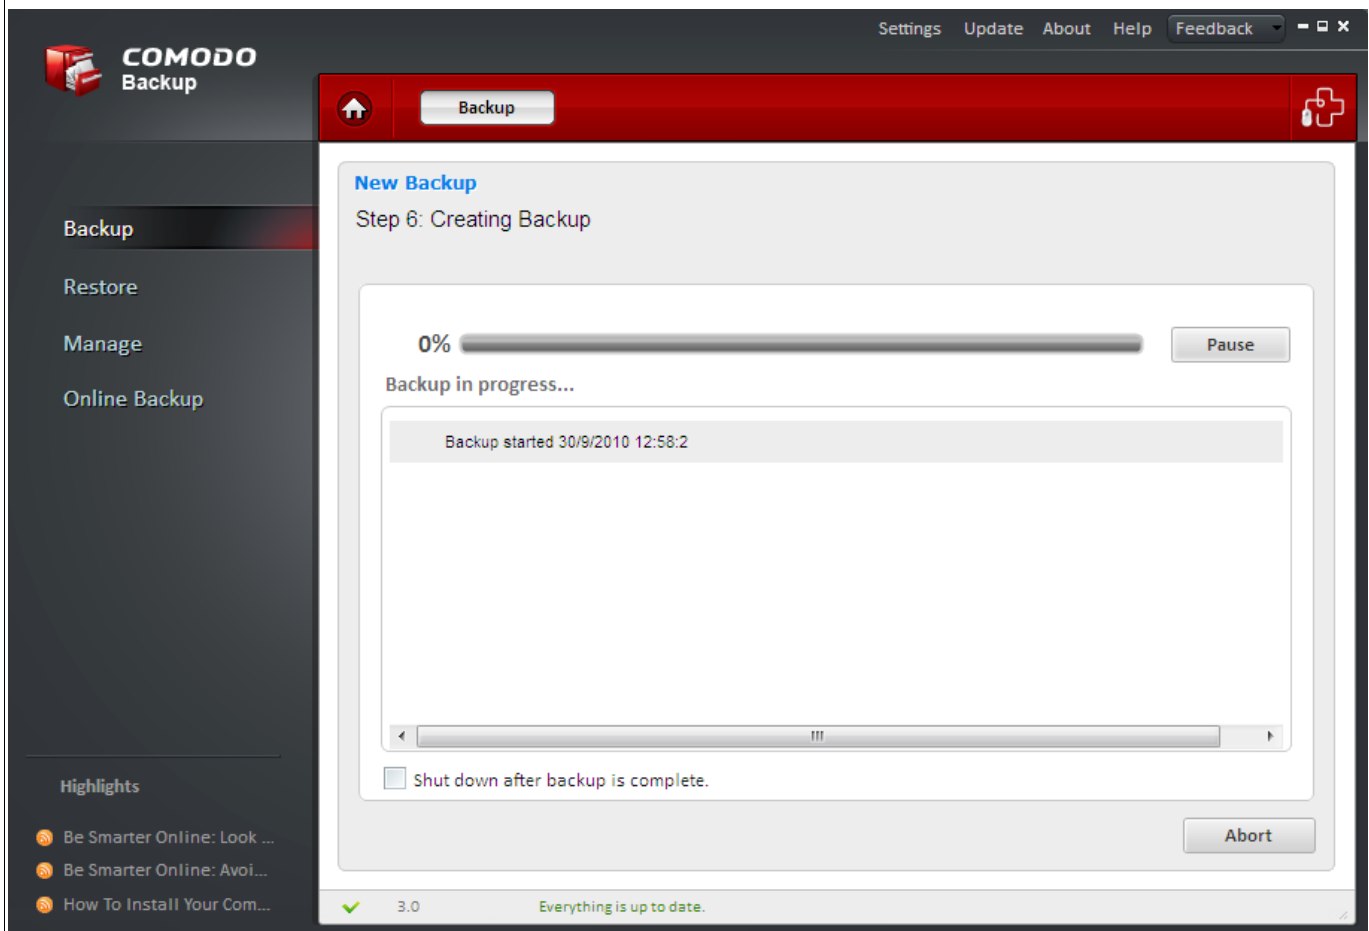 Settings Update About Help Feedback
COMODO
Backup
Backup
New Backup
Step 6: Creating Backup
Backup
Restore
Manage
Online Backup
0%
Pause
Backup in progress...
Backup started 30/9/2010 12:58:2
Shut down after backup is complete.
Abort
Highlights
Be Smarter Online: Look ...
Be Smarter Online: Avoi...
How To Install Your Com...
3.0 Everything is up to date.